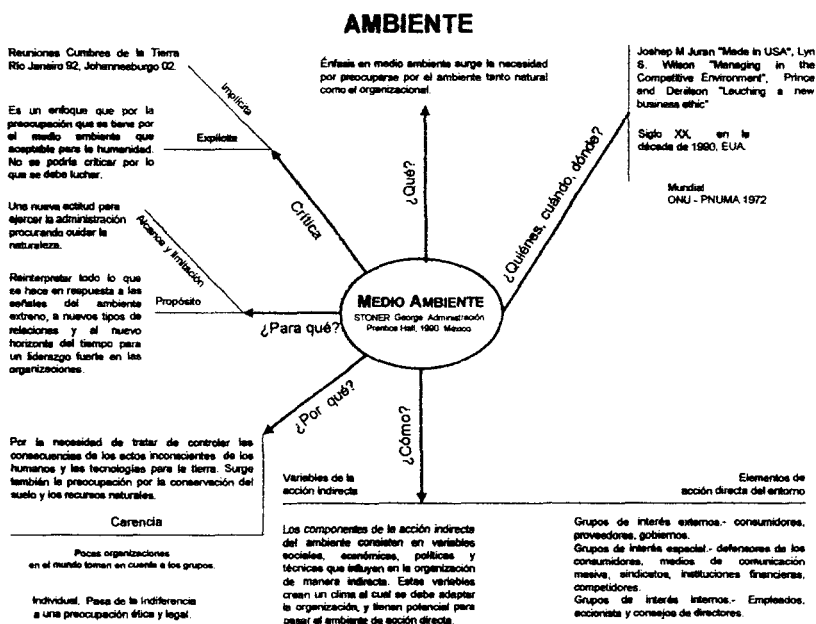 AMBIENTE
Reuniones Cumbres de la Tierra
Río Janeiro 92, Johannesburgo 02.
Implícita
Es un enfoque que por la
preocupación que se tiene por
el medio ambiente que
aceptable para la humanidad.
No se podría criticar por lo
que se debe luchar.
Explícita
Crítica
Énfasis en medio ambiente surge la necesidad
por preocuparse por el ambiente tanto natural
como el organizacional.
¿Qué?
Joshep M Juran "Made in USA", Lyn
S. Wilson "Managing in the
Competitive Environment", Prince
and Denilson "Leuching a new
business ethic"
Siglo XX, en la
década de 1990, EUA.
Mundial
ONU - PNUMA 1972
¿Quiénes, cuándo, dónde?
Una nueva actitud para
ejercer la administración
procurando cuidar la
naturaleza.
Alcance y limitación
Reinterpretar todo lo que
se hace en respuesta a las
señales del ambiente
extreno, a nuevos tipos de
relaciones y al nuevo
horizonte del tiempo para
un liderazgo fuerte en las
organizaciones.
Propósito
¿Para qué?
MEDIO AMBIENTE
STONER George Administración
Prentice Hall, 1990 México
¿Por qué?
Por la necesidad de tratar de controlar las
consecuencias de los actos inconscientes de los
humanos y las tecnologías para la tierra. Surge
también la preocupación por la conservación del
suelo y los recursos naturales.
Carencia
Pocas organizaciones
en el mundo toman en cuenta a los grupos.
Individual. Pasa de la Indiferencia
a una preocupación ética y legal.
¿Cómo?
Variables de la
acción indirecta
Los componentes de la acción indirecta
del ambiente consisten en variables
sociales, económicas, políticas y
técnicas que influyen en la organización
de manera indirecta. Estas variables
crean un clima al cual se debe adaptar
la organización, y tienen potencial para
pasar al ambiente de acción directa.
Elementos de
acción directa del entorno
Grupos de interés externos.- consumidores,
proveedores, gobiernos.
Grupos de interés especial.- defensores de los
consumidores, medios de comunicación
masiva, sindicatos, instituciones financieras,
competidores.
Grupos de interés internos.- Empleados,
accionista y consejos de directores.